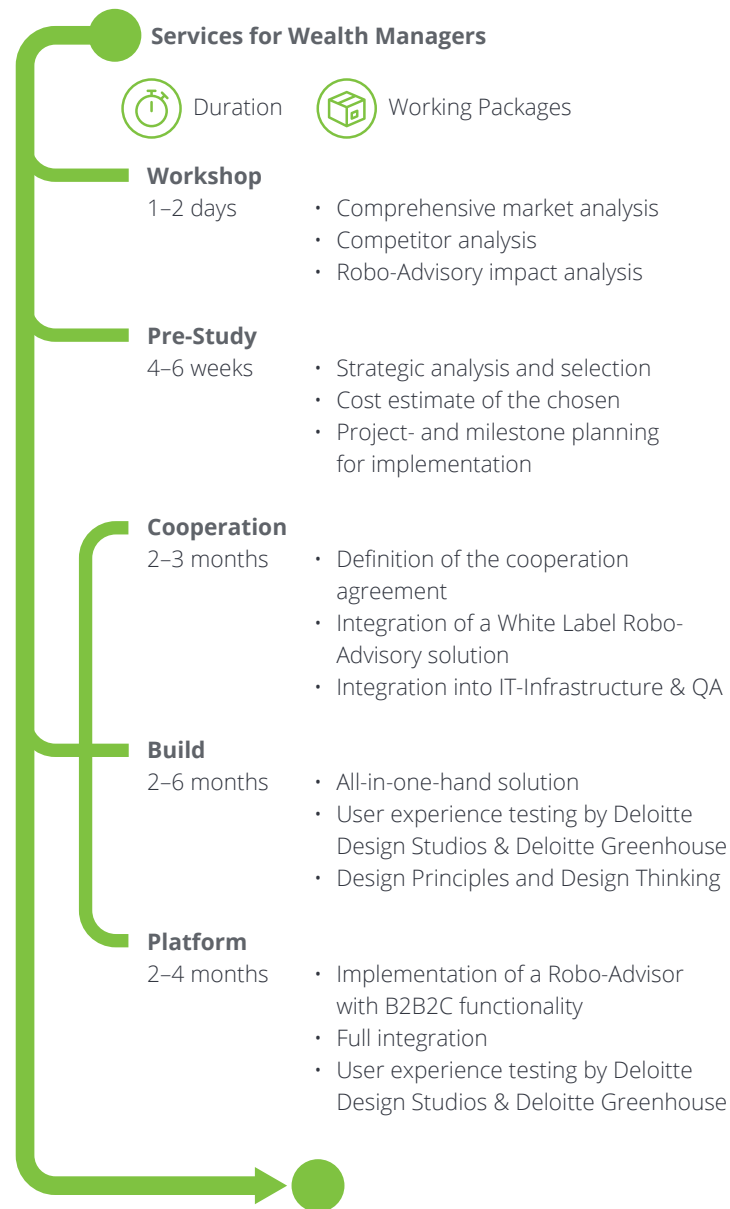 Services for Wealth Managers
Duration
Working Packages
Workshop
1–2 days
• Comprehensive market analysis
• Competitor analysis
• Robo-Advisory impact analysis
Pre-Study
4–6 weeks
• Strategic analysis and selection
• Cost estimate of the chosen
• Project- and milestone planning
for implementation
Cooperation
2–3 months
• Definition of the cooperation
agreement
• Integration of a White Label Robo-
Advisory solution
• Integration into IT-Infrastructure & QA
Build
2–6 months
• All-in-one-hand solution
• User experience testing by Deloitte
Design Studios & Deloitte Greenhouse
• Design Principles and Design Thinking
Platform
2–4 months
• Implementation of a Robo-Advisor
with B2B2C functionality
• Full integration
• User experience testing by Deloitte
Design Studios & Deloitte Greenhouse